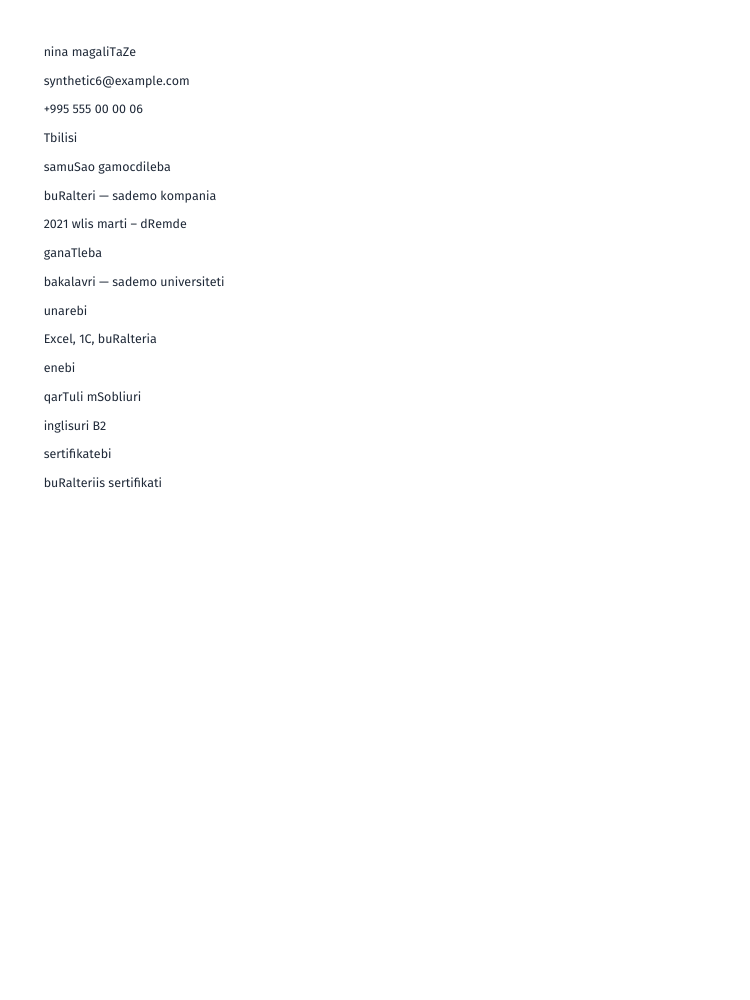 nina magaliTaZe
synthetic6@example.com
+995 555 00 00 06
Tbilisi
samuSao gamocdileba
buRalteri — sademo kompania
2021 wlis marti – dRemde
ganaTleba
bakalavri — sademo universiteti
unarebi
Excel, 1C, buRalteria
enebi
qarTuli mSobliuri
inglisuri B2
sertifikatebi
buRalteriis sertifikati